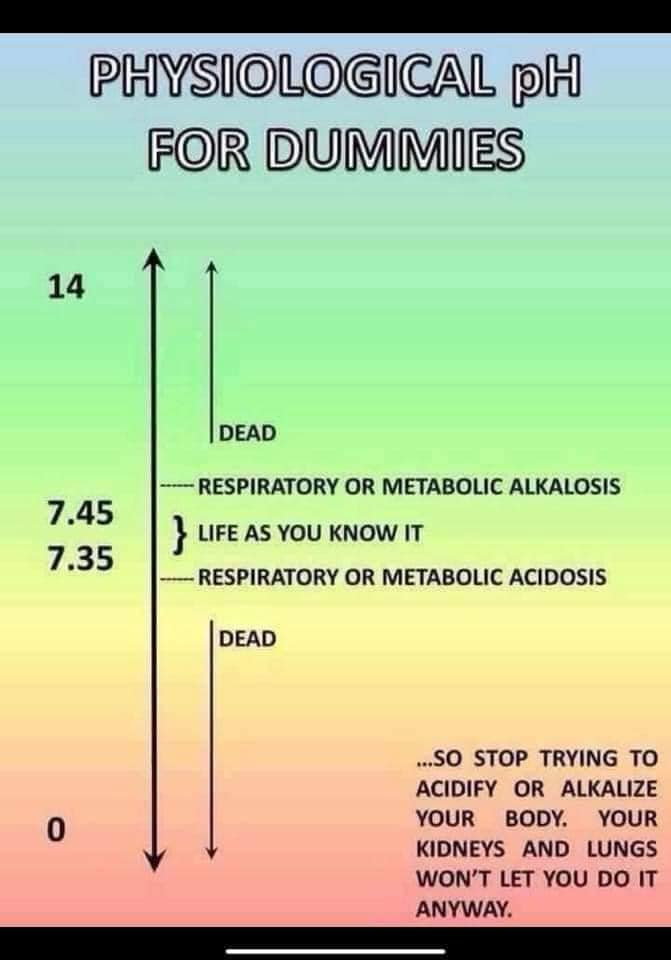 PHYSIOLOGICAL pH
FOR DUMMIES
14
DEAD
RESPIRATORY OR METABOLIC ALKALOSIS
7.45
} LIFE AS YOU KNOW IT
7.35
RESPIRATORY OR METABOLIC ACIDOSIS
DEAD
...SO STOP TRYING TO
ACIDIFY OR ALKALIZE
YOUR BODY. YOUR
KIDNEYS AND LUNGS
WON'T LET YOU DO IT
ANYWAY.
0